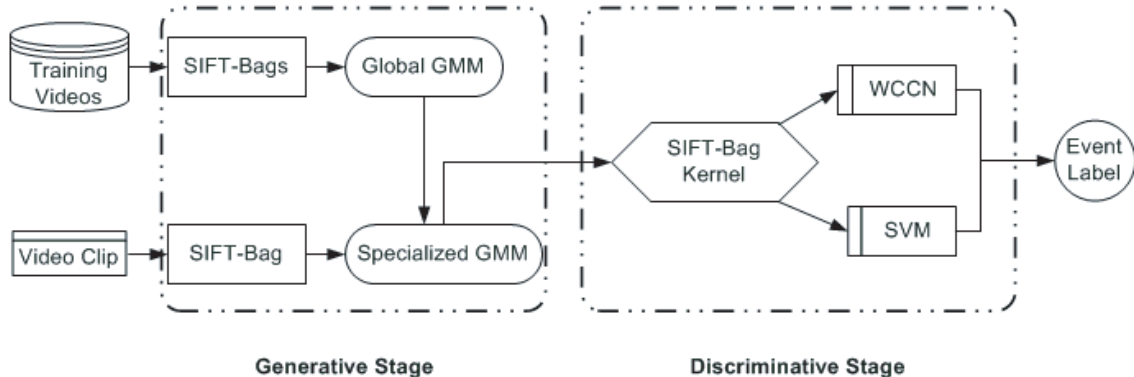 Training
Videos
SIFT-Bags
Global GMM
Video Clip
SIFT-Bag
Specialized GMM
SIFT-Bag
Kernel
WCCN
SVM
Event
Label
Generative Stage
Discriminative Stage